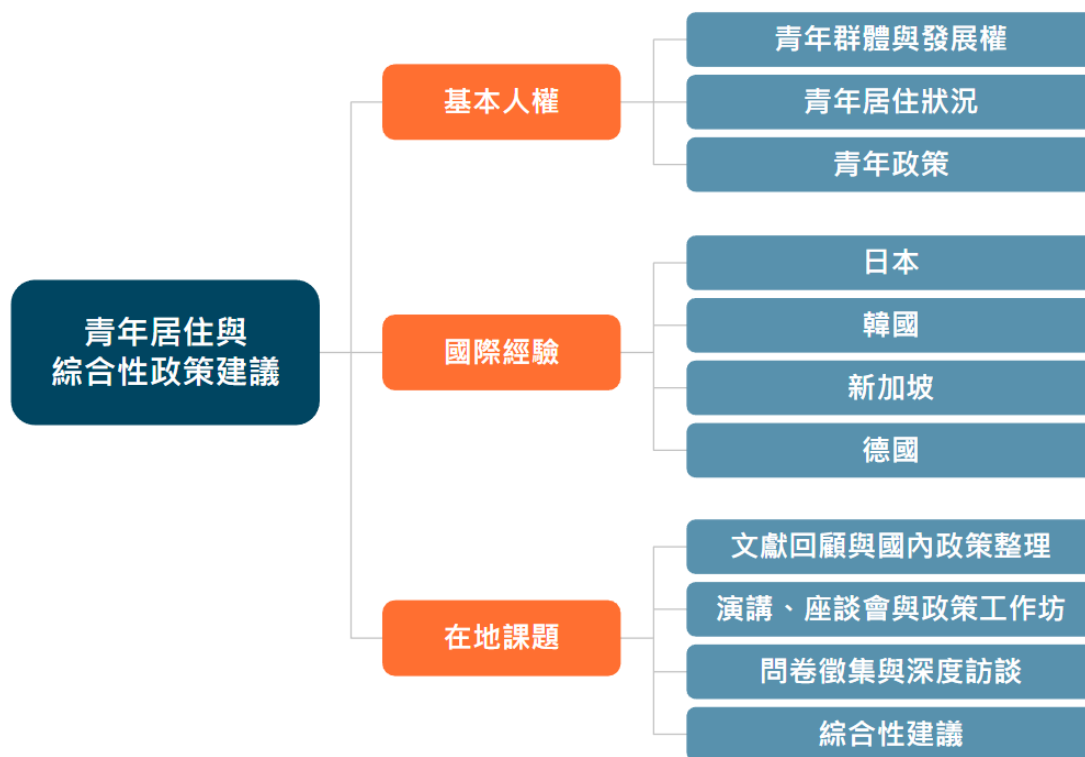 青年居住與
綜合性政策建議
基本人權
青年群體與發展權
青年居住狀況
青年政策
國際經驗
日本
韓國
新加坡
德國
在地課題
文獻回顧與國內政策整理
演講、座談會與政策工作坊
問卷徵集與深度訪談
綜合性建議